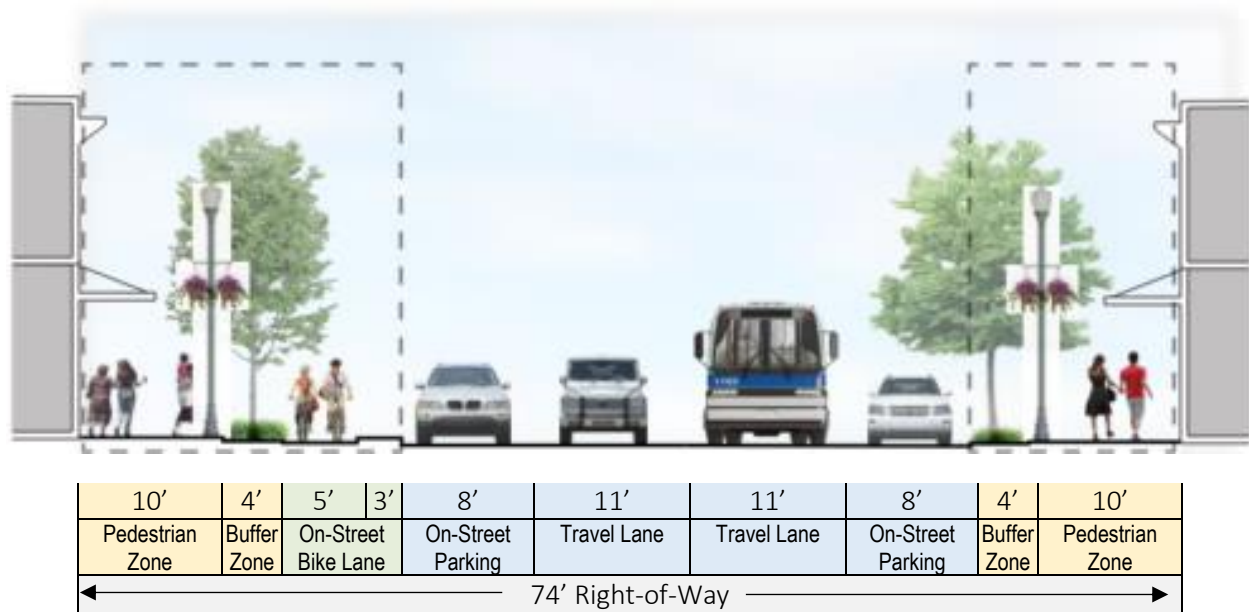 10' 4' 5' 3' 8' 11' 11' 8' 4' 10'
Pedestrian Zone Buffer Zone On-Street Bike Lane On-Street Parking Travel Lane Travel Lane On-Street Parking Buffer Zone Pedestrian Zone
74' Right-of-Way